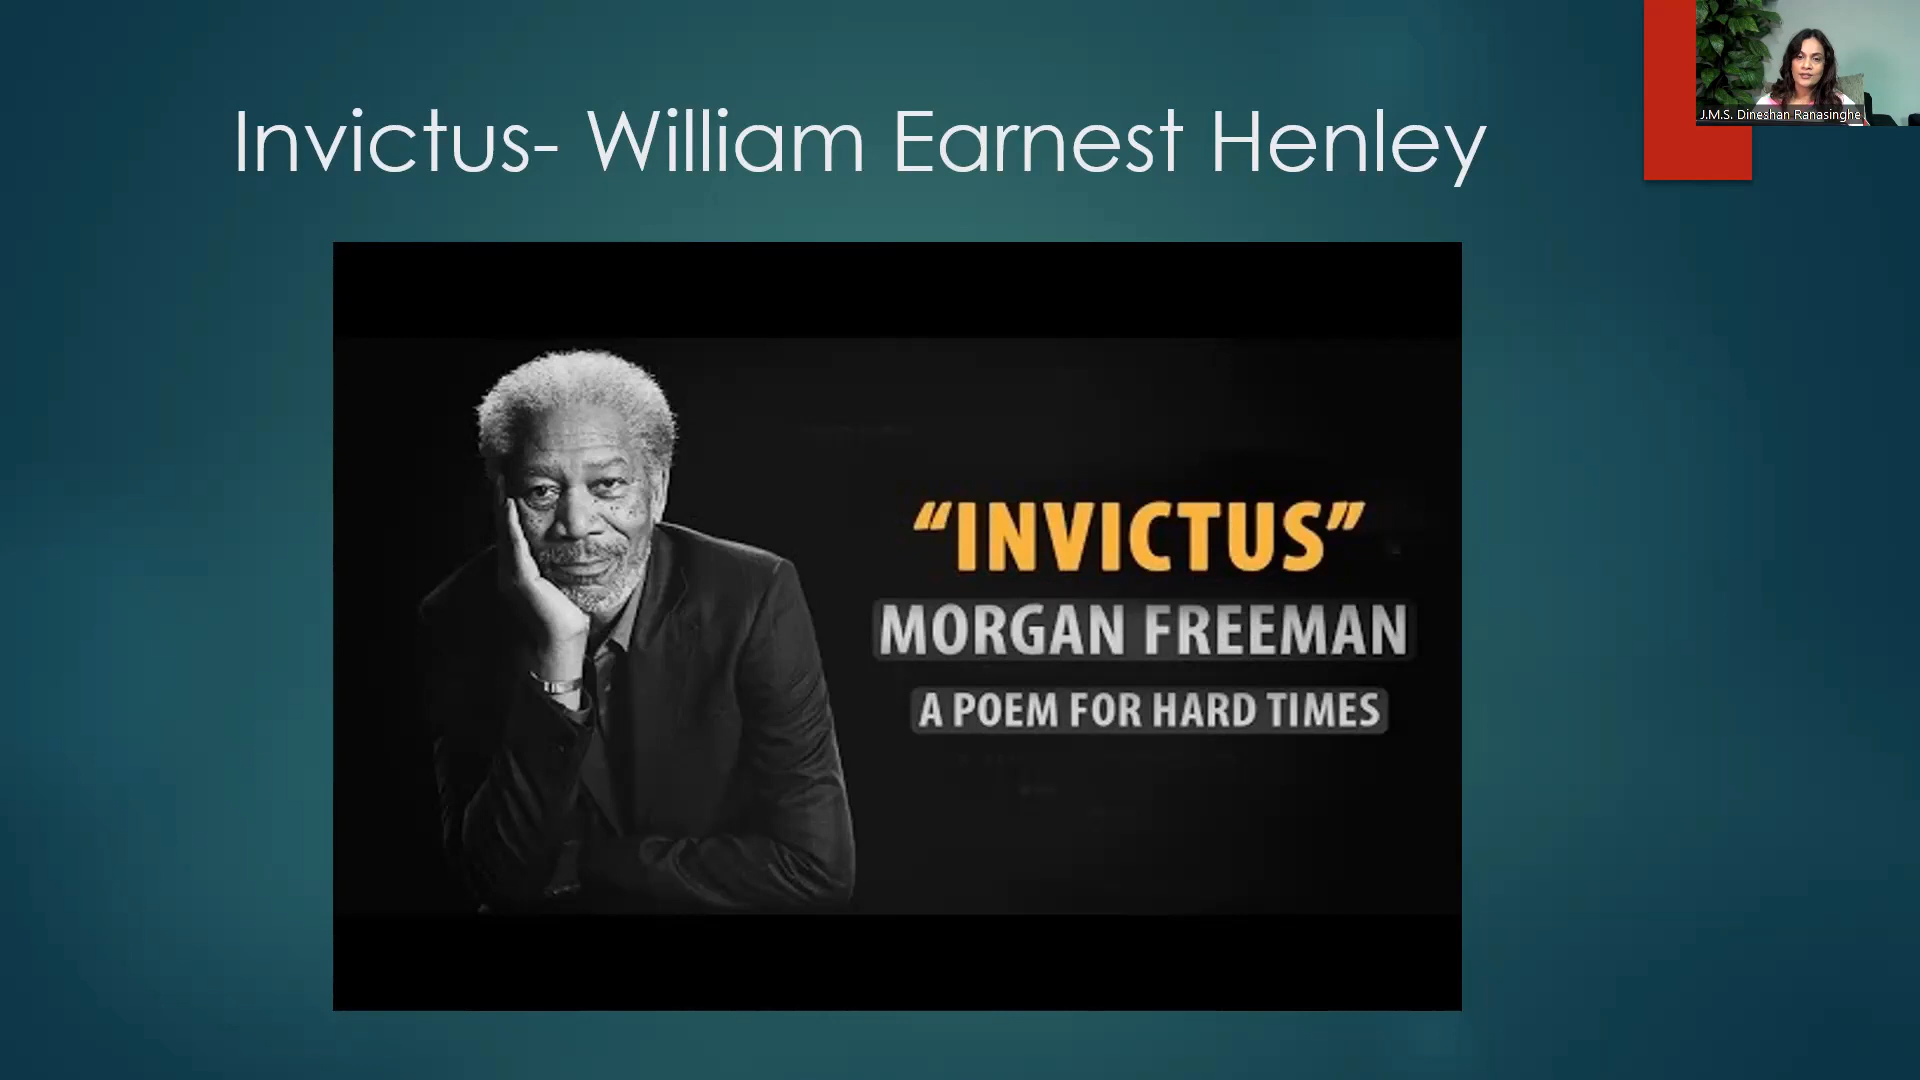 Invictus- William Earnest Henley
J.M.S. Dineshan Ranasinghe
“INVICTUS”
MORGAN FREEMAN
A POEM FOR HARD TIMES